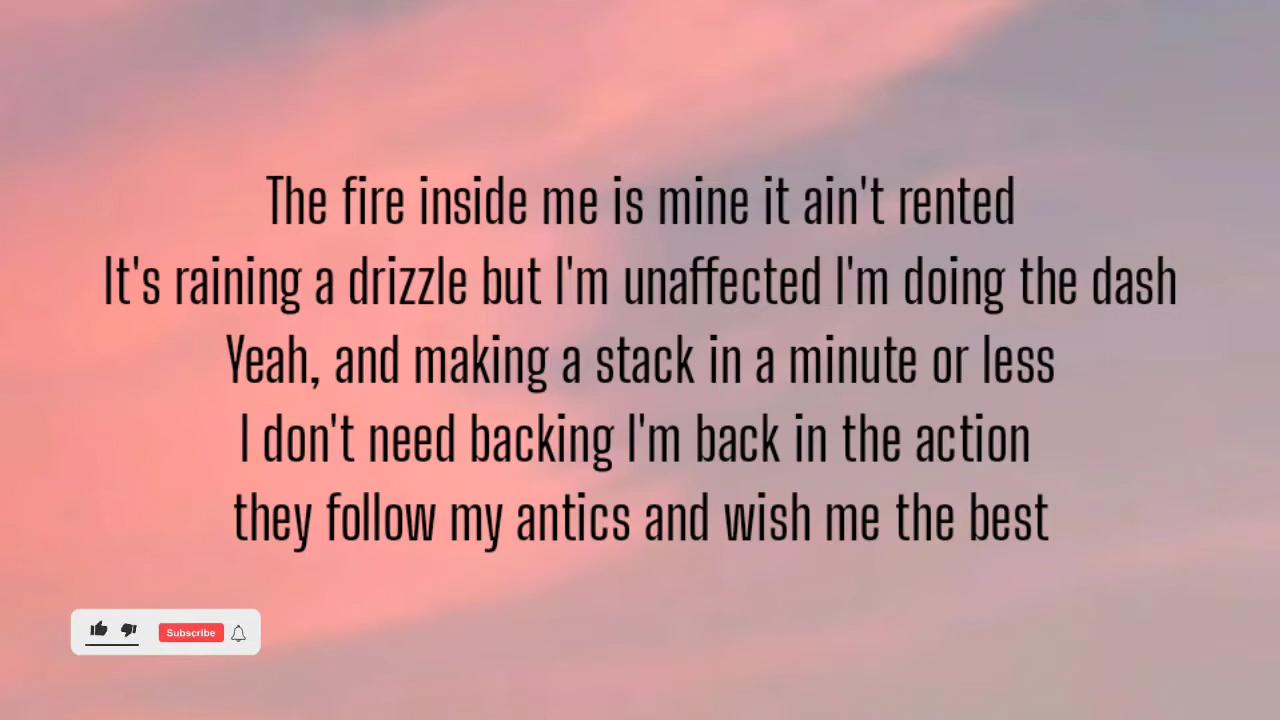 The fire inside me is mine it ain't rented
It's raining a drizzle but I'm unaffected I'm doing the dash
Yeah, and making a stack in a minute or less
I don't need backing I'm back in the action
they follow my antics and wish me the best
Subscribe